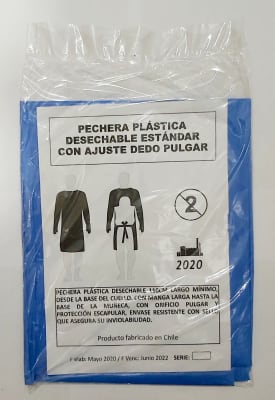 PECHERA PLÁSTICA
DESECHABLE ESTÁNDAR
CON AJUSTE DEDO PULGAR
2
2020
PECHERA PLÁSTICA DESECHABLE 150CM LARGO MÍNIMO,
DESDE LA BASE DEL CUELLO, CON MANGA LARGA HASTA LA
BASE DE LA MUÑECA, CON ORIFICIO PULGAR Y
PROTECCIÓN ESCAPULAR, ENVASE RESISTENTE CON SELLO
QUE ASEGURA SU INVIOLABILIDAD.
Producto fabricado en Chile
F elab: Mayo 2020 / F Venc: Junio 2022 SERIE: